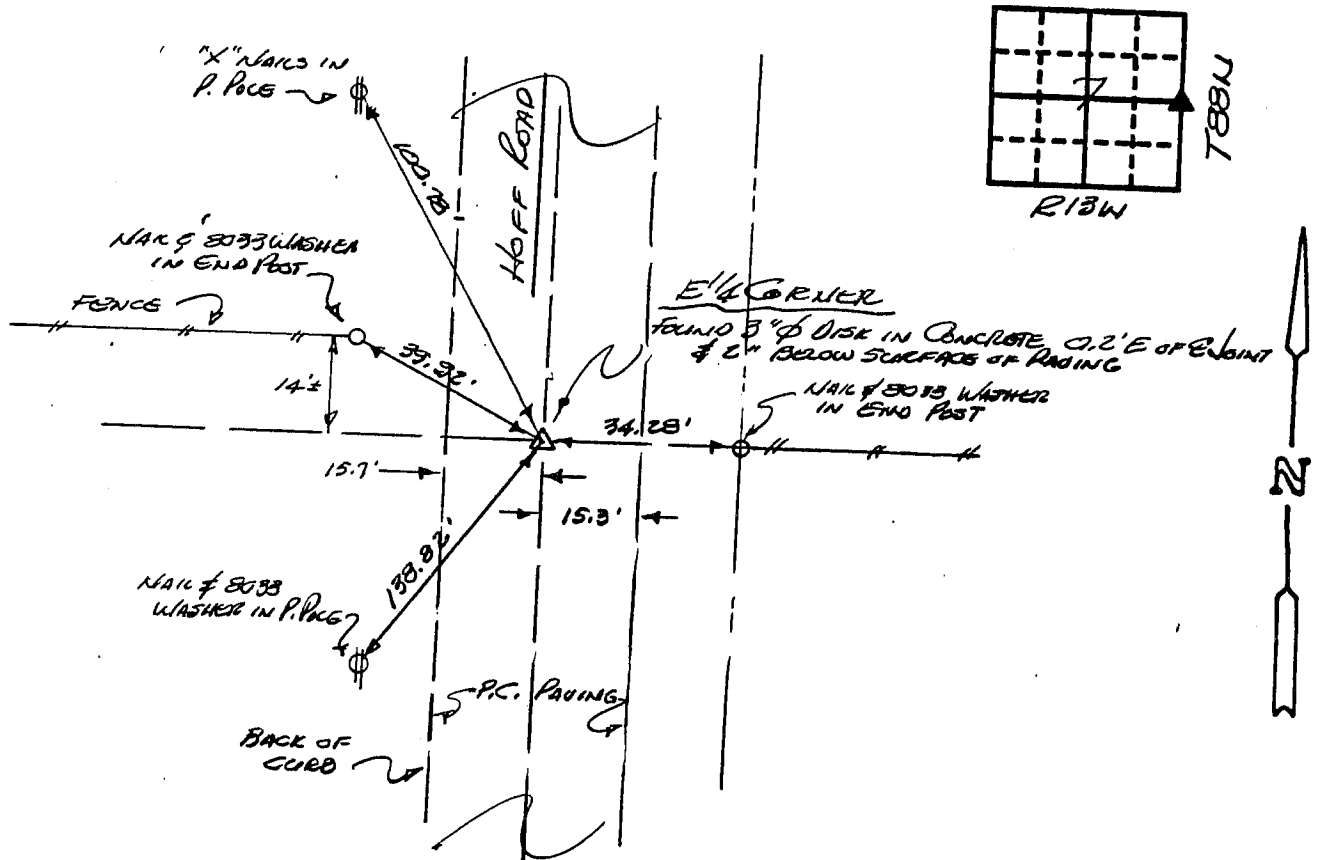 "X" NAILS IN
P. POLE
100.78'
HOFF ROAD
7
T88N
R13W
NAIL & 8033 WASHER
IN END POST
FENCE
39.92'
14'±
E 1/4 CORNER
FOUND 3" ϕ DISK IN CONCRETE 0.2' E OF JOINT
& 2" BELOW SURFACE OF PAVING
NAIL & 8033 WASHER
IN END POST
34.28'
15.7'
15.3'
N
138.82'
NAIL & 8033
WASHER IN P. POLE
P.C. PAVING
BACK OF
CURB